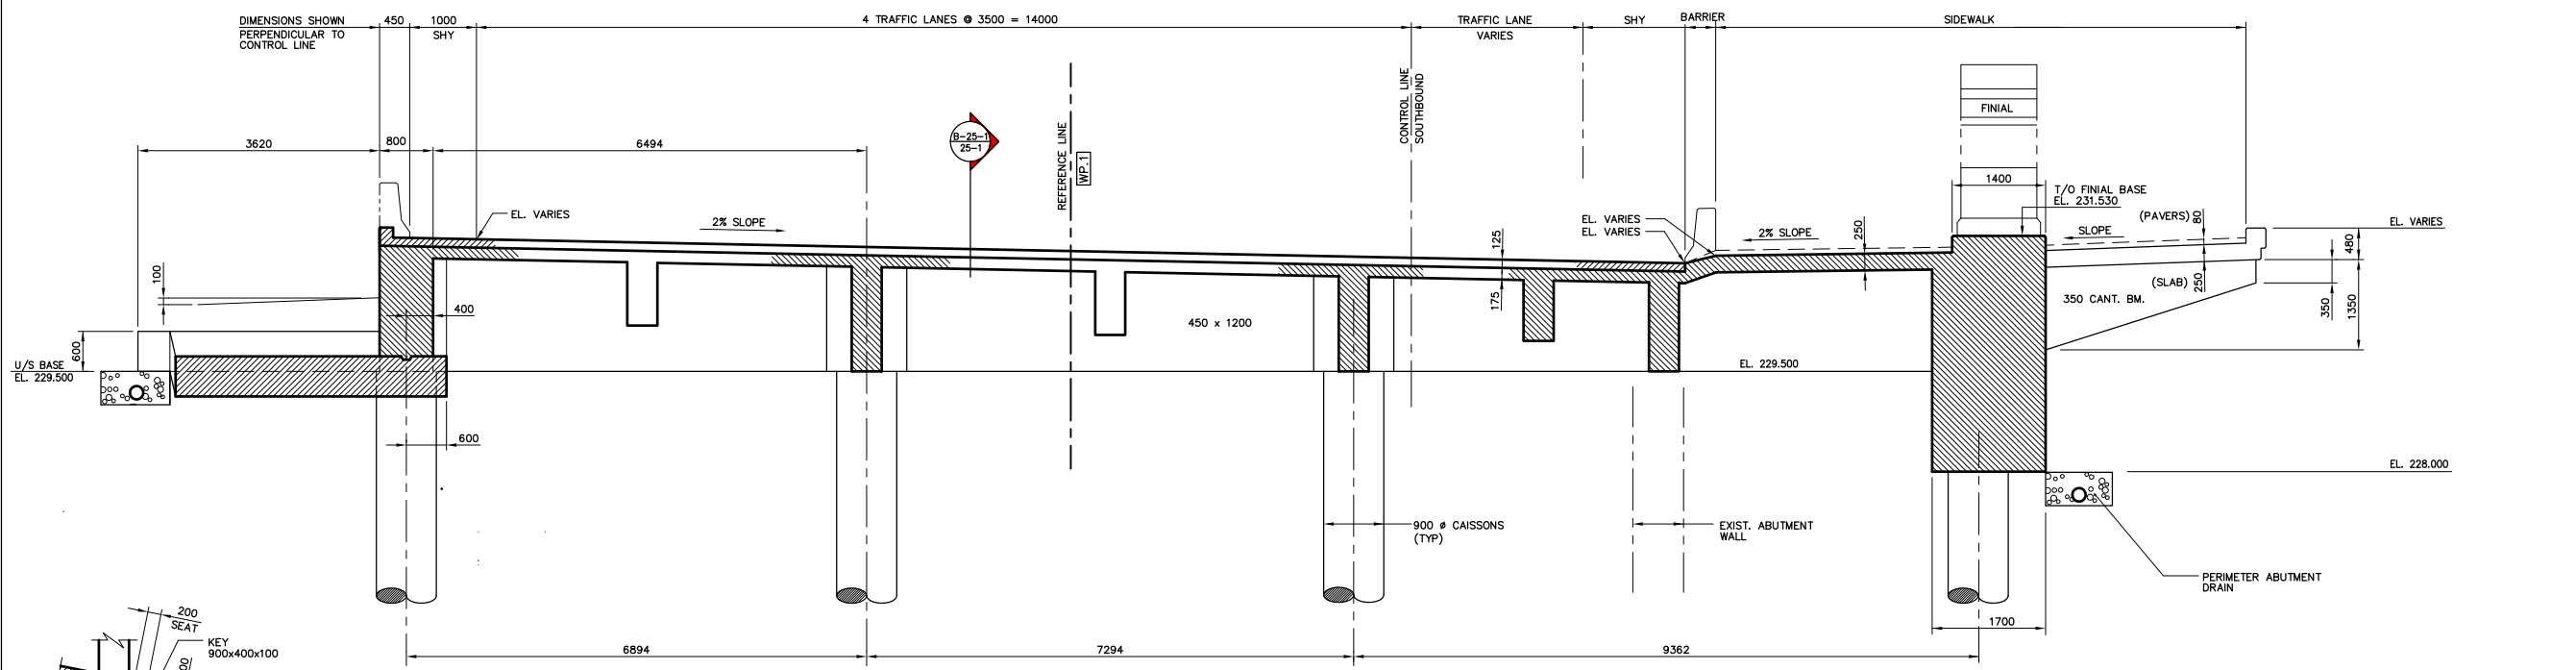 DIMENSIONS SHOWN
PERPENDICULAR TO
CONTROL LINE
450
1000
SHY
4 TRAFFIC LANES @ 3500 = 14000
TRAFFIC LANE
VARIES
SHY
BARRIER
SIDEWALK
3620
800
6494
B-25-1
25-1
REFERENCE LINE
WP.1
CONTROL LINE
SOUTHBOUND
FINIAL
1400
T/O FINIAL BASE
EL. 231.530
EL. VARIES
2% SLOPE
EL. VARIES
EL. VARIES
2% SLOPE
250
(PAVERS)
80
SLOPE
EL. VARIES
480
125
175
100
400
450 x 1200
(SLAB)
250
350 CANT. BM.
350
1350
600
U/S BASE
EL. 229.500
EL. 229.500
600
EL. 228.000
900 ø CAISSONS
(TYP)
EXIST. ABUTMENT
WALL
PERIMETER ABUTMENT
DRAIN
200
SEAT
KEY
900x400x100
1700
6894
7294
9362